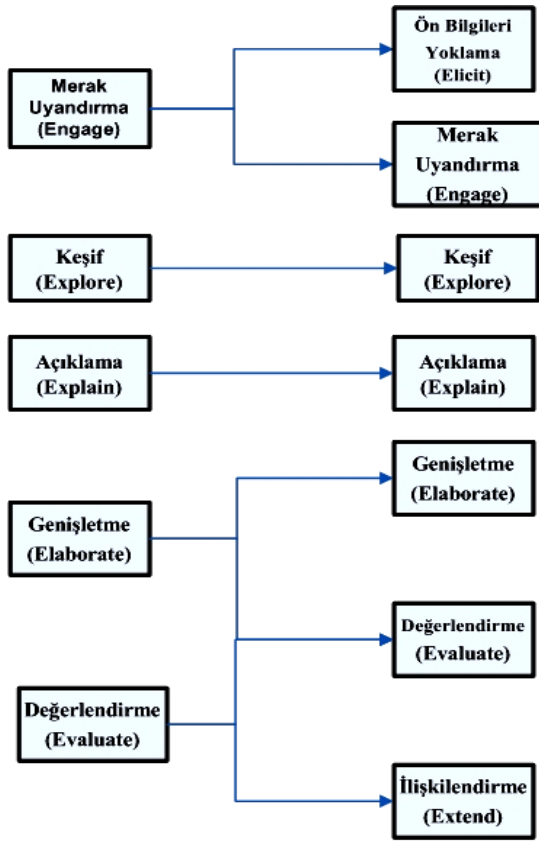 Merak
Uyandırma
(Engage)
Ön Bilgileri
Yoklama
(Elicit)
Merak
Uyandırma
(Engage)
Keşif
(Explore)
Keşif
(Explore)
Açıklama
(Explain)
Açıklama
(Explain)
Genişletme
(Elaborate)
Genişletme
(Elaborate)
Değerlendirme
(Evaluate)
Değerlendirme
(Evaluate)
İlişkilendirme
(Extend)